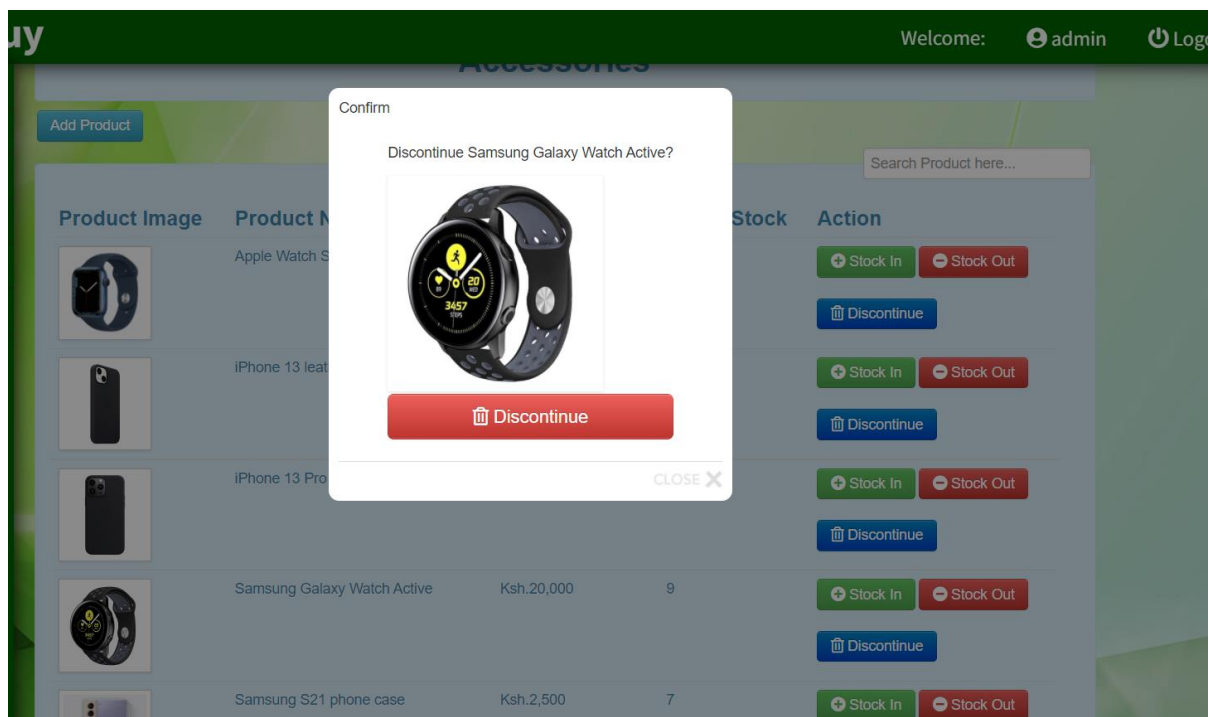 uy
Welcome: admin Logo
Accessories
Confirm
Add Product
Discontinue Samsung Galaxy Watch Active?
Search Product here...
Product Image Product N Stock Action
20
3457
STEPS
Apple Watch S Stock In Stock Out
Discontinue
iPhone 13 leat Stock In Stock Out
Discontinue
Discontinue
iPhone 13 Pro CLOSE Stock In Stock Out
Discontinue
Samsung Galaxy Watch Active Ksh.20,000 9 Stock In Stock Out
Discontinue
Samsung S21 phone case Ksh.2,500 7 Stock In Stock Out